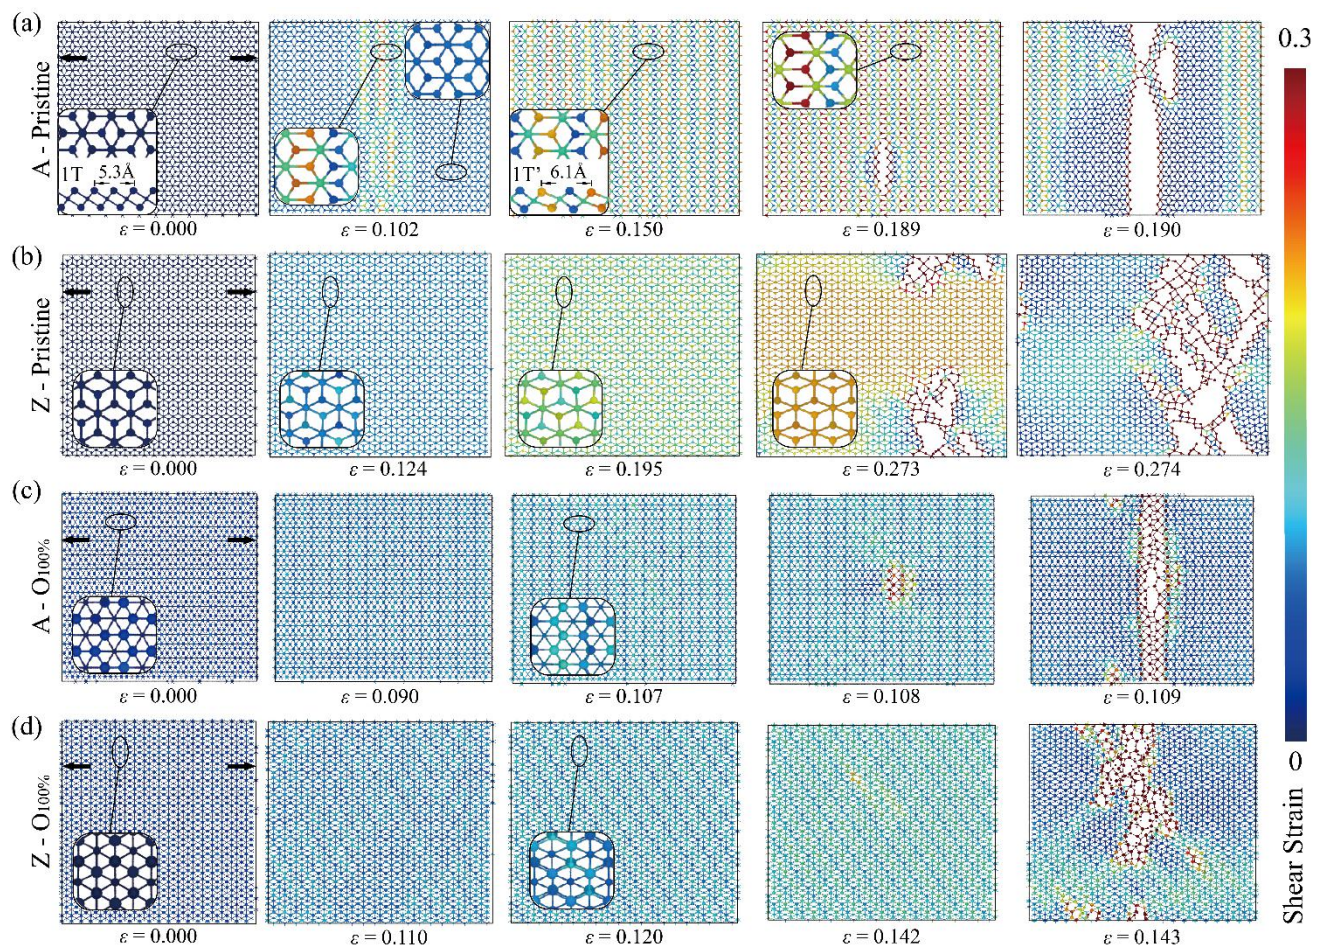 (a)
A - Pristine
1T
5.3Å
1T'
6.1Å
ε = 0.000
ε = 0.102
ε = 0.150
ε = 0.189
ε = 0.190
(b)
Z - Pristine
ε = 0.000
ε = 0.124
ε = 0.195
ε = 0.273
ε = 0.274
(c)
A - O100%
ε = 0.000
ε = 0.090
ε = 0.107
ε = 0.108
ε = 0.109
(d)
Z - O100%
ε = 0.000
ε = 0.110
ε = 0.120
ε = 0.142
ε = 0.143
0.3
0
Shear Strain